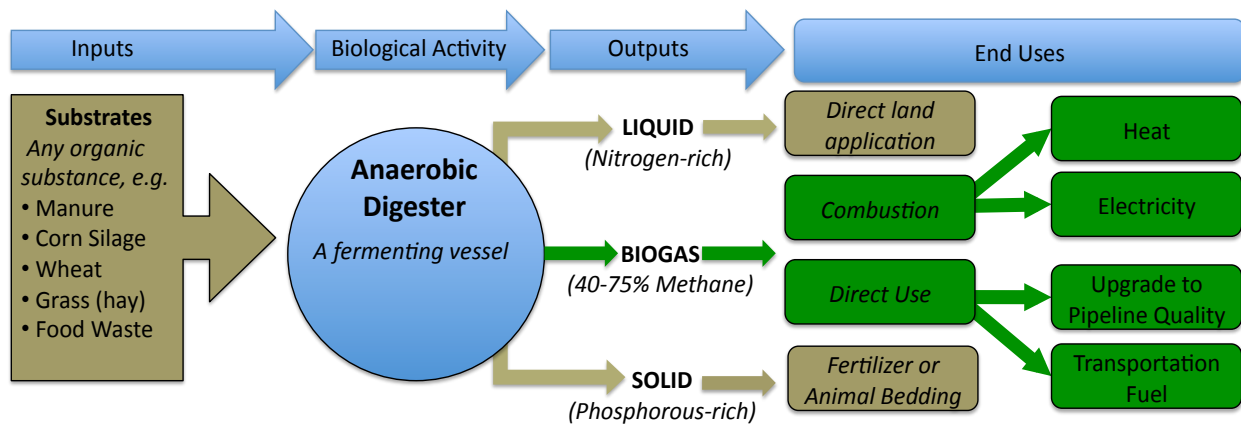 Inputs
Biological Activity
Outputs
End Uses
Substrates
Any organic
substance, e.g.
• Manure
• Corn Silage
• Wheat
• Grass (hay)
• Food Waste
Anaerobic
Digester
A fermenting vessel
LIQUID
(Nitrogen-rich)
BIOGAS
(40-75% Methane)
SOLID
(Phosphorous-rich)
Direct land
application
Combustion
Direct Use
Fertilizer or
Animal Bedding
Heat
Electricity
Upgrade to
Pipeline Quality
Transportation
Fuel